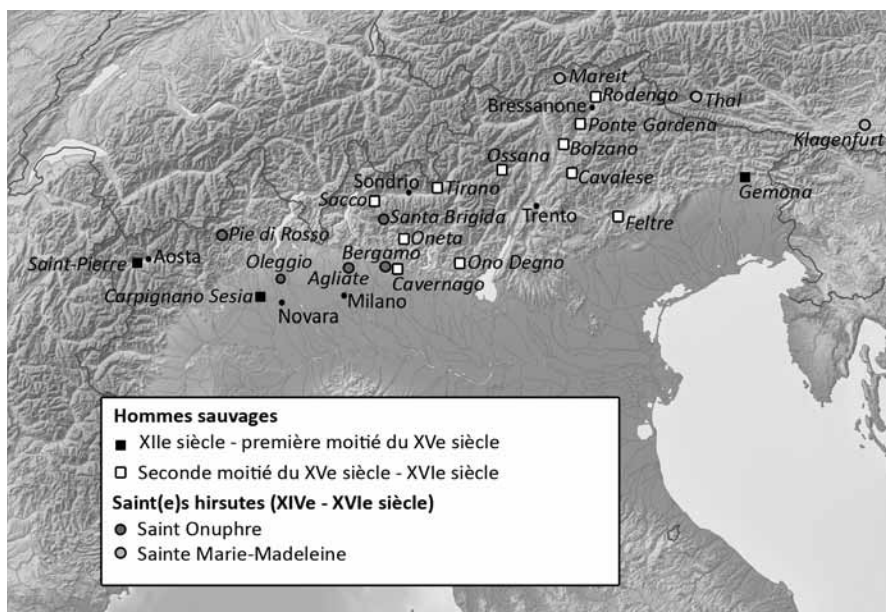 Mareit
Rodengo
Bressanone
Thal
Ponte Gardena
Klagenfurt
Bolzano
Ossana
Sondrio
Tirano
Cavalese
Gemona
Sacco
Santa Brigida
Trento
Feltre
Pie di Rosso
Oneta
Saint-Pierre
Aosta
Bergamo
Oleggio
Ono Degno
Agliate
Cavernago
Carpignano Sesia
Milano
Novara
Hommes sauvages
XIIe siècle - première moitié du XVe siècle
Seconde moitié du XVe siècle - XVIe siècle
Saint(e)s hirsutes (XIVe - XVIe siècle)
Saint Onuphre
Sainte Marie-Madeleine